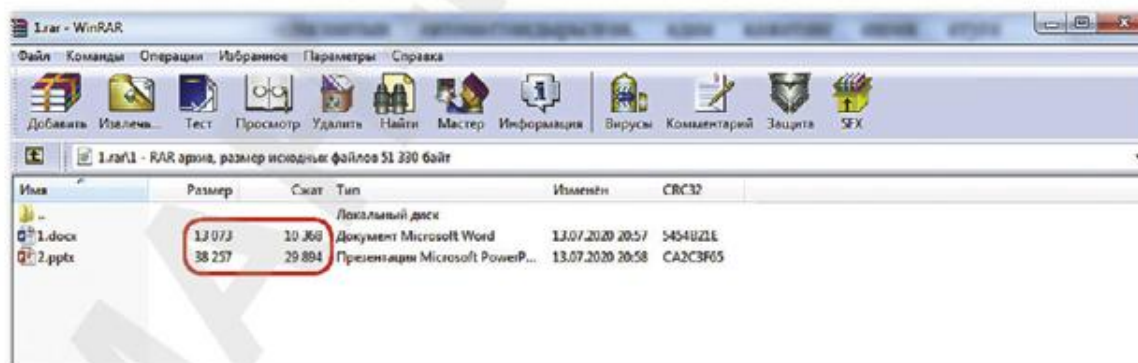 1.rar - WinRAR
Файл Команды Операции Избранное Параметры Справка
Добавить Извлечь... Тест Просмотр Удалить Найти Мастер Информация Вирусы Комментарий Защита SFX
1.rar\1 - RAR архив, размер исходных файлов 51 330 байт
Имя Размер Сжат Тип Изменён CRC32
.. Локальный диск
1.docx 13 073 10 368 Документ Microsoft Word 13.07.2020 20:57 5454B21E
2.pptx 38 257 29 894 Презентация Microsoft PowerP... 13.07.2020 20:58 CA2C3F65